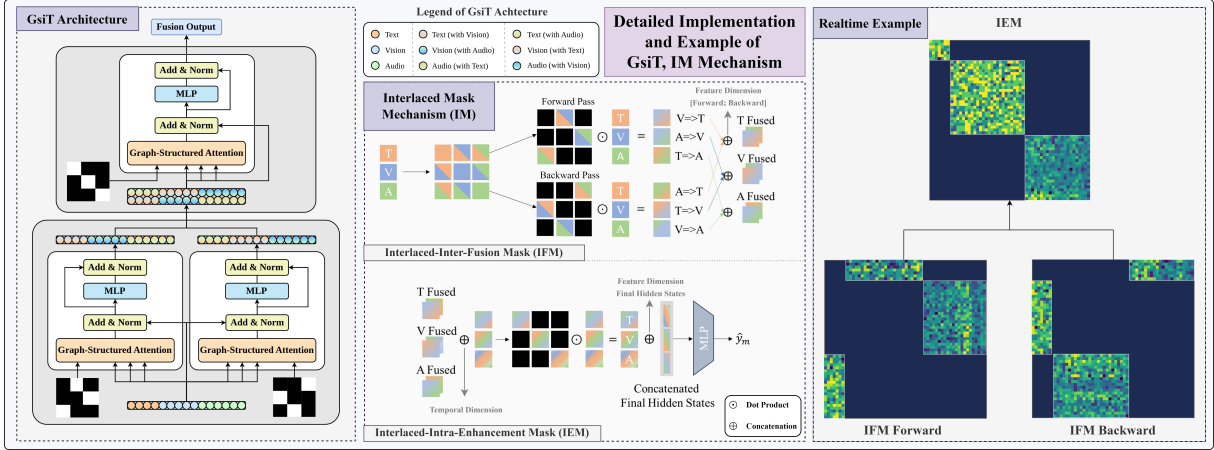 GsiT Architecture
Fusion Output
Add & Norm
MLP
Add & Norm
Graph-Structured Attention
Add & Norm
MLP
Add & Norm
Graph-Structured Attention
Add & Norm
MLP
Add & Norm
Graph-Structured Attention
Legend of GsiT Achtecture
Text
Text (with Vision)
Text (with Audio)
Vision
Vision (with Audio)
Vision (with Text)
Audio
Audio (with Text)
Audio (with Vision)
Detailed Implementation
and Example of
GsiT, IM Mechanism
Interlaced Mask
Mechanism (IM)
T
V
A
Forward Pass
T
V
A
=
V=>T
A=>V
T=>A
Backward Pass
T
V
A
=
A=>T
T=>V
V=>A
Feature Dimension
[Forward; Backward]
T Fused
V Fused
A Fused
Interlaced-Inter-Fusion Mask (IFM)
T Fused
V Fused
A Fused
Temporal Dimension
=
T
V
A
Feature Dimension
Final Hidden States
MLP
ŷm
Concatenated
Final Hidden States
Dot Product
Concatenation
Interlaced-Intra-Enhancement Mask (IEM)
Realtime Example
IEM
IFM Forward
IFM Backward